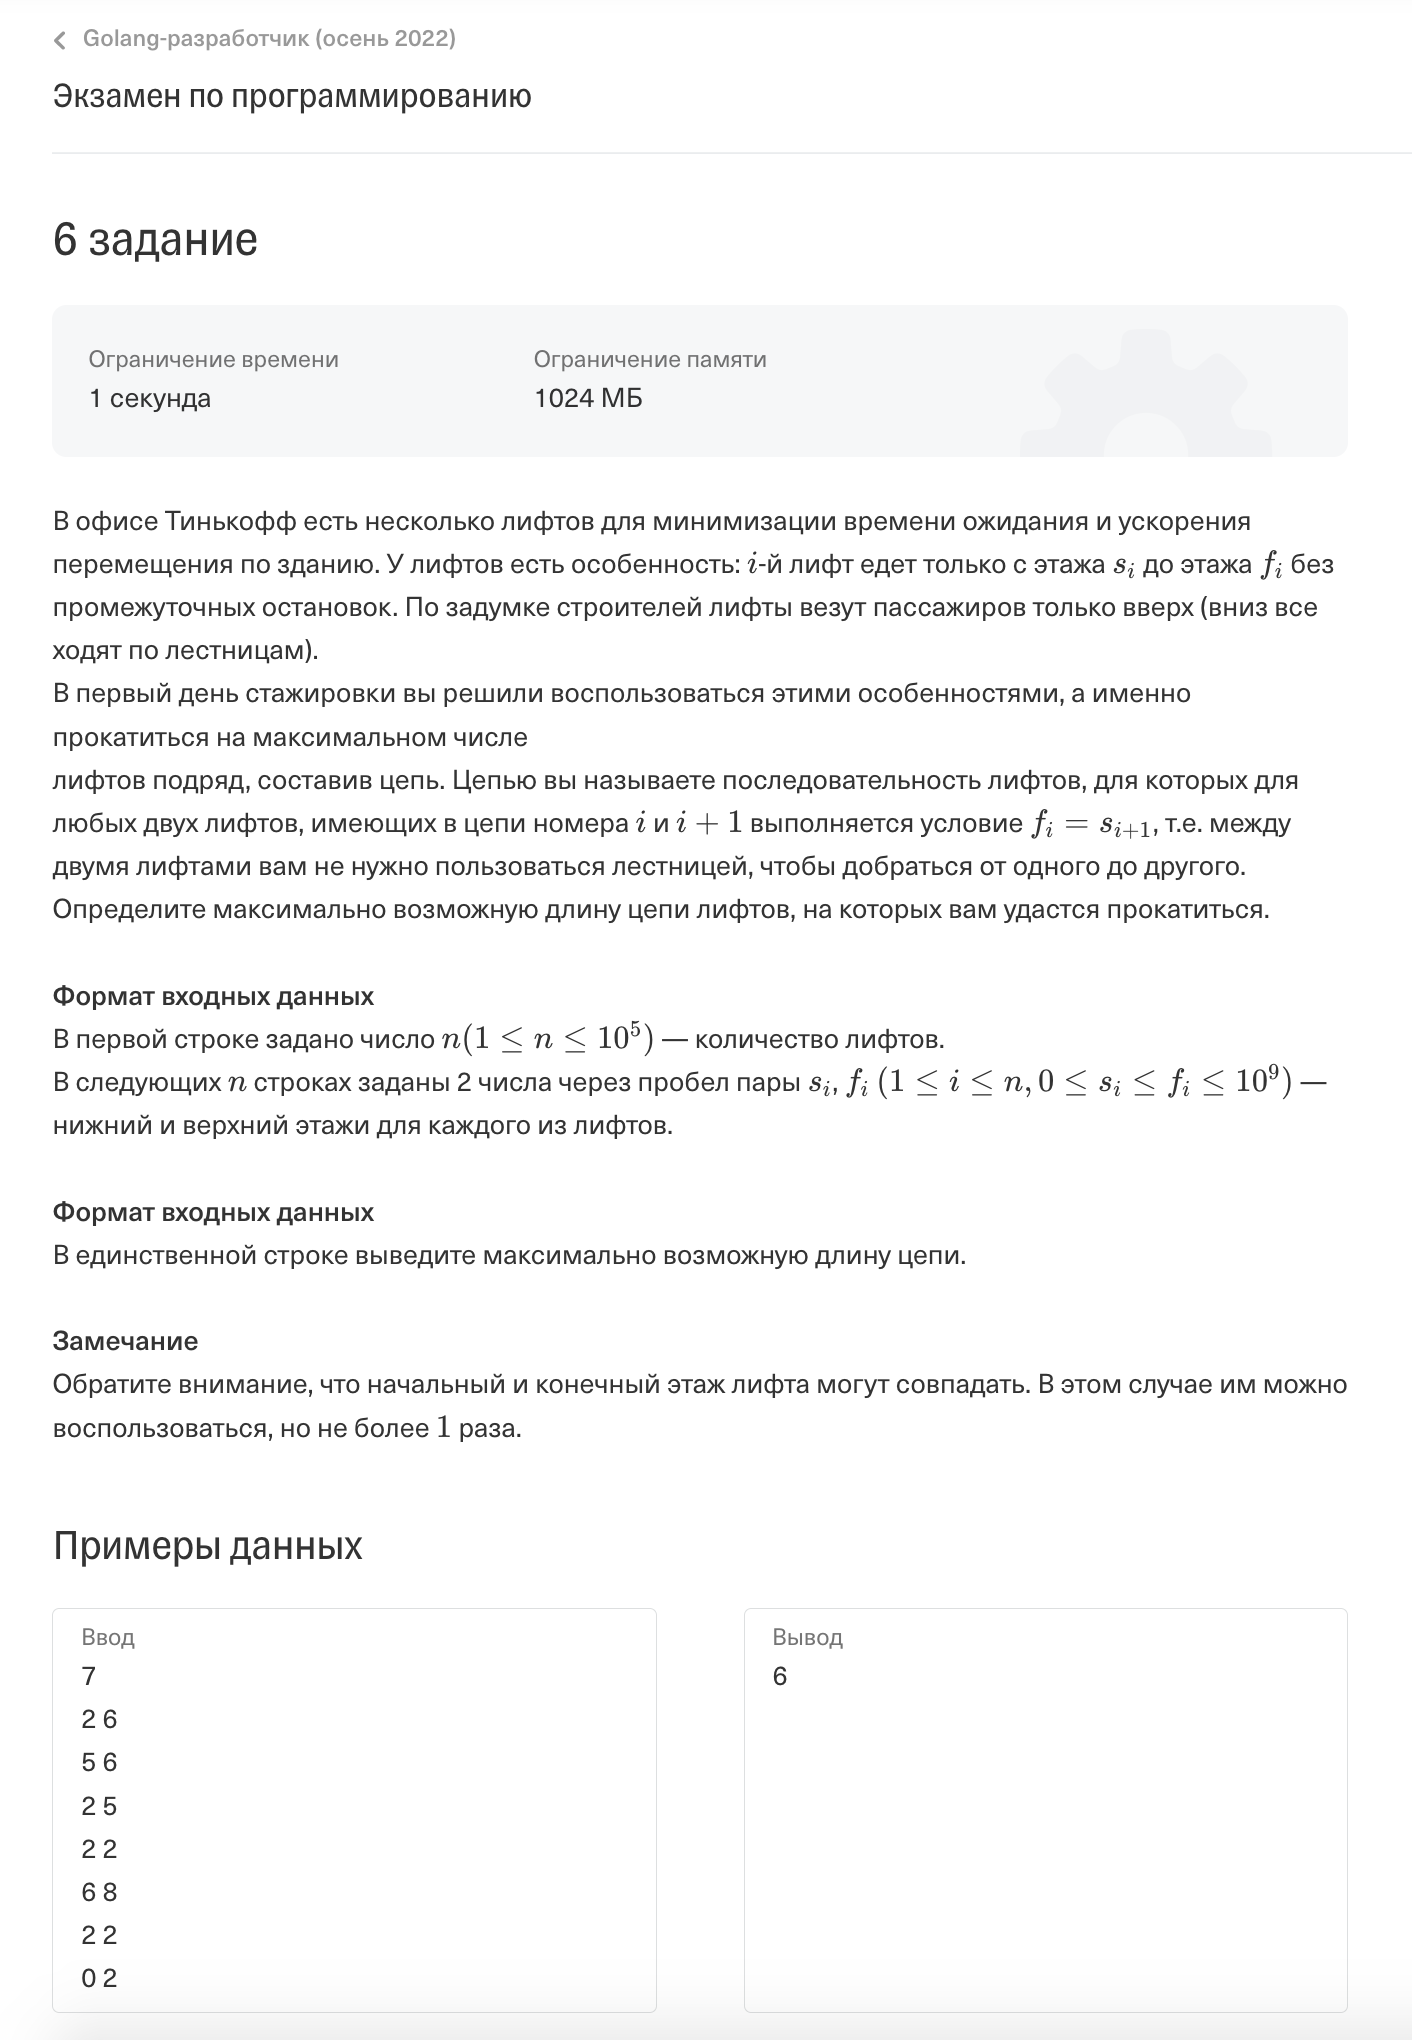 Golang-разработчик (осень 2022)
Экзамен по программированию
6 задание
Ограничение времени
1 секунда
Ограничение памяти
1024 МБ
В офисе Тинькофф есть несколько лифтов для минимизации времени ожидания и ускорения
перемещения по зданию. У лифтов есть особенность: i-й лифт едет только с этажа s_i до этажа f_i без
промежуточных остановок. По задумке строителей лифты везут пассажиров только вверх (вниз все
ходят по лестницам).
В первый день стажировки вы решили воспользоваться этими особенностями, а именно
прокатиться на максимальном числе
лифтов подряд, составив цепь. Цепью вы называете последовательность лифтов, для которых для
любых двух лифтов, имеющих в цепи номера i и i + 1 выполняется условие f_i = s_{i+1}, т.е. между
двумя лифтами вам не нужно пользоваться лестницей, чтобы добраться от одного до другого.
Определите максимально возможную длину цепи лифтов, на которых вам удастся прокатиться.
Формат входных данных
В первой строке задано число n(1 ≤ n ≤ 10^5) — количество лифтов.
В следующих n строках заданы 2 числа через пробел пары s_i, f_i (1 ≤ i ≤ n, 0 ≤ s_i ≤ f_i ≤ 10^9) —
нижний и верхний этажи для каждого из лифтов.
Формат входных данных
В единственной строке выведите максимально возможную длину цепи.
Замечание
Обратите внимание, что начальный и конечный этаж лифта могут совпадать. В этом случае им можно
воспользоваться, но не более 1 раза.
Примеры данных
Ввод
7
2 6
5 6
2 5
2 2
6 8
2 2
0 2
Вывод
6